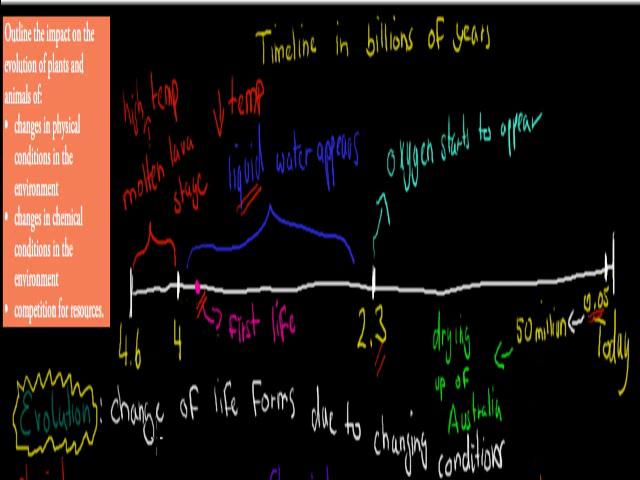 Outline the impact on the
evolution of plants and
animals of:
• changes in physical
conditions in the
environment
• changes in chemical
conditions in the
environment
• competition for resources.
Timeline in billions of years
high temp
molten lava
stage
↓ temp
liquid water appears
oxygen starts to appear
first life
4.6
4
2.3
0.05
Today
50 million
drying
up of
Australia
Evolution: change of life forms due to changing conditions